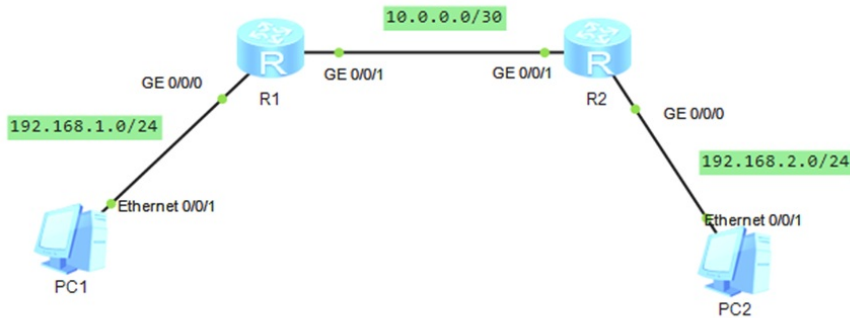 10.0.0.0/30
R
R
GE 0/0/1
GE 0/0/1
GE 0/0/0
R1
R2
GE 0/0/0
192.168.1.0/24
192.168.2.0/24
Ethernet 0/0/1
Ethernet 0/0/1
PC1
PC2